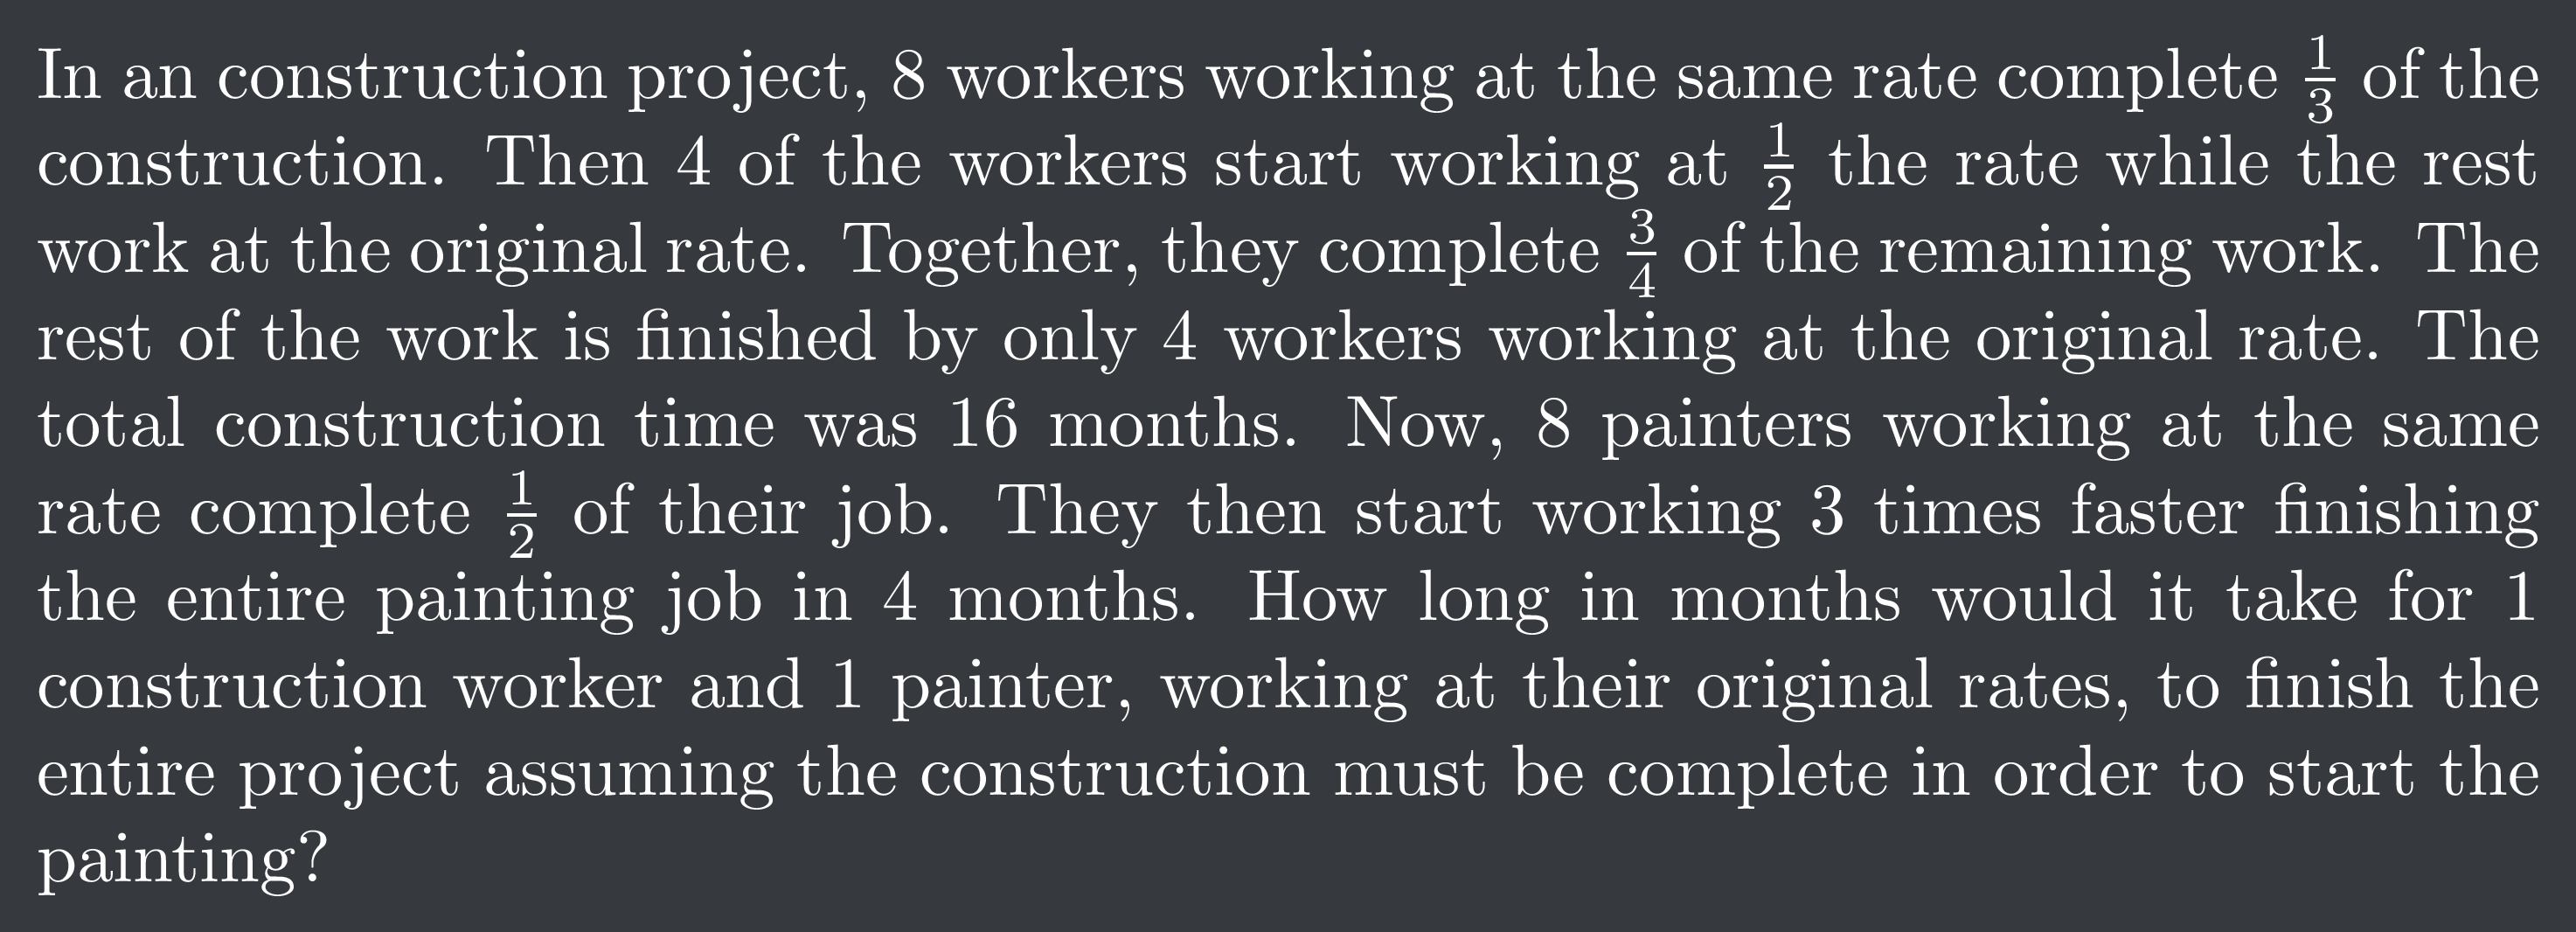 In an construction project, 8 workers working at the same rate complete $\frac{1}{3}$ of the
construction. Then 4 of the workers start working at $\frac{1}{2}$ the rate while the rest
work at the original rate. Together, they complete $\frac{3}{4}$ of the remaining work. The
rest of the work is finished by only 4 workers working at the original rate. The
total construction time was 16 months. Now, 8 painters working at the same
rate complete $\frac{1}{2}$ of their job. They then start working 3 times faster finishing
the entire painting job in 4 months. How long in months would it take for 1
construction worker and 1 painter, working at their original rates, to finish the
entire project assuming the construction must be complete in order to start the
painting?